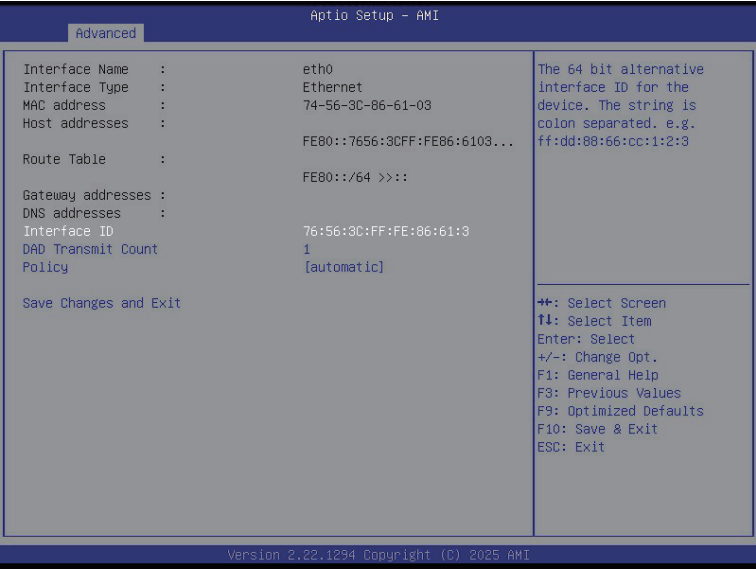 Aptio Setup – AMI
Advanced
Interface Name :
eth0
Interface Type :
Ethernet
MAC address :
74-56-3C-86-61-03
Host addresses :
FE80::7656:3CFF:FE86:6103...
Route Table :
FE80::/64 >>::
Gateway addresses :
DNS addresses :
Interface ID
76:56:3C:FF:FE:86:61:3
DAD Transmit Count
1
Policy
[automatic]
Save Changes and Exit
The 64 bit alternative
interface ID for the
device. The string is
colon separated. e.g.
ff:dd:88:66:cc:1:2:3
→←: Select Screen
↑↓: Select Item
Enter: Select
+/-: Change Opt.
F1: General Help
F3: Previous Values
F9: Optimized Defaults
F10: Save & Exit
ESC: Exit
Version 2.22.1294 Copyright (C) 2025 AMI